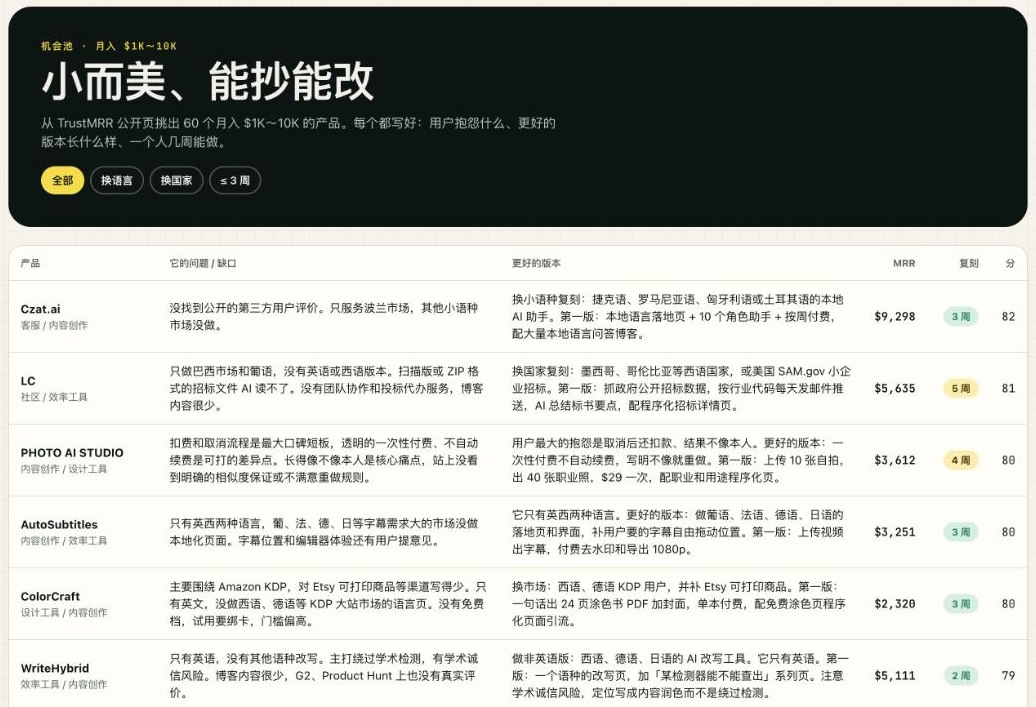 机会池 · 月入 $1K～10K
小而美、能抄能改
从 TrustMRR 公开页挑出 60 个月入 $1K～10K 的产品。每个都写好：用户抱怨什么、更好的
版本长什么样、一个人几周能做。
全部 换语言 换国家 ≤ 3 周
产品 它的问题 / 缺口 更好的版本 MRR 复刻 分
Czat.ai
客服 / 内容创作
没找到公开的第三方用户评价。只服务波兰市场，其他小语种
市场没做。
换小语种复刻：捷克语、罗马尼亚语、匈牙利语或土耳其语的本地
AI 助手。第一版：本地语言落地页 + 10 个角色助手 + 按周付费，
配大量本地语言问答博客。
$9,298 3 周 82
LC
社区 / 效率工具
只做巴西市场和葡语，没有英语或西语版本。扫描版或 ZIP 格
式的招标文件 AI 读不了。没有团队协作和投标代办服务，博客
内容很少。
换国家复刻：墨西哥、哥伦比亚等西语国家，或美国 SAM.gov 小企
业招标。第一版：抓政府公开招标数据，按行业代码每天发邮件推
送，AI 总结标书要点，配程序化招标详情页。
$5,635 5 周 81
PHOTO AI STUDIO
内容创作 / 设计工具
扣费和取消流程是最大口碑短板，透明的一次性付费、不自动
续费是可打的差异点。长得像不像本人是核心痛点，站上没看
到明确的相似度保证或不满意重做规则。
用户最大的抱怨是取消后还扣款、结果不像本人。更好的版本：一
次性付费不自动续费，写明不像就重做。第一版：上传 10 张自拍，
出 40 张职业照，$29 一次，配职业和用途程序化页。
$3,612 4 周 80
AutoSubtitles
内容创作 / 效率工具
只有英西两种语言，葡、法、德、日等字幕需求大的市场没做
本地化页面。字幕位置和编辑器体验还有用户提意见。
它只有英西两种语言。更好的版本：做葡语、法语、德语、日语的
落地页和界面，补用户要的字幕自由拖动位置。第一版：上传视频
出字幕，付费去水印和导出 1080p。
$3,251 3 周 80
ColorCraft
设计工具 / 内容创作
主要围绕 Amazon KDP，对 Etsy 可打印商品等渠道写得少。只
有英文，没做西语、德语等 KDP 大站市场的语言页。没有免费
档，试用要绑卡，门槛偏高。
换市场：西语、德语 KDP 用户，并补 Etsy 可打印商品。第一版：
一句话出 24 页涂色书 PDF 加封面，单本付费，配免费涂色页程序
化页面引流。
$2,320 3 周 80
WriteHybrid
效率工具 / 内容创作
只有英语，没有其他语种改写。主打绕过学术检测，有学术诚
信风险。博客内容很少，G2、Product Hunt 上也没有真实评
价。
做非英语版：西语、德语、日语的 AI 改写工具。它只有英语。第一
版：一个语种的改写页，加「某检测器能不能查出」系列页。注意
学术诚信风险，定位写成内容润色而不是绕过检测。
$5,111 2 周 79